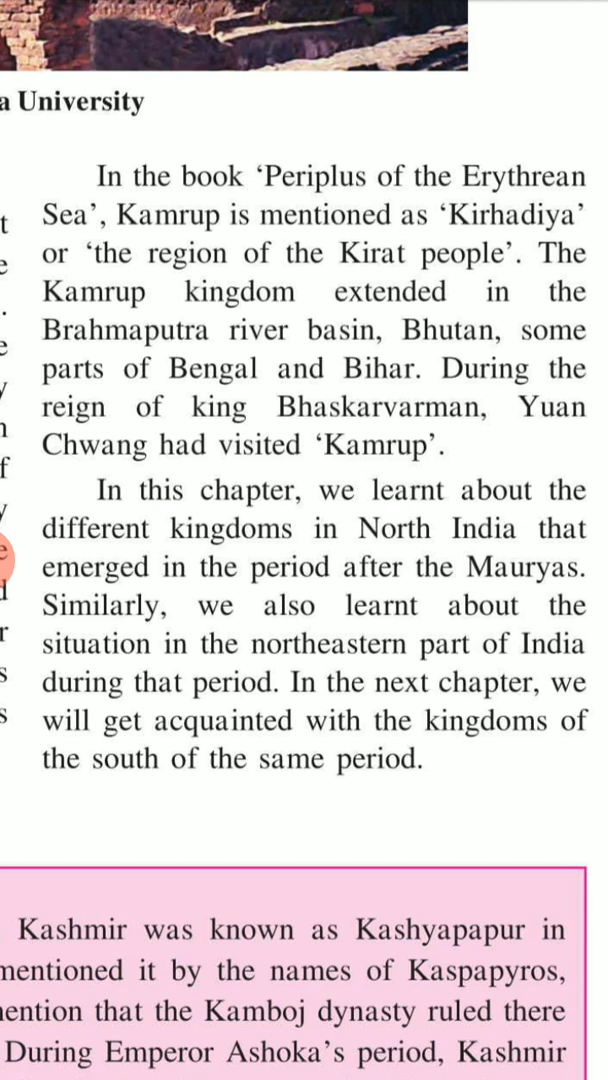 a University
In the book ‘Periplus of the Erythrean
Sea’, Kamrup is mentioned as ‘Kirhadiya’
or ‘the region of the Kirat people’. The
Kamrup kingdom extended in the
Brahmaputra river basin, Bhutan, some
parts of Bengal and Bihar. During the
reign of king Bhaskarvarman, Yuan
Chwang had visited ‘Kamrup’.
In this chapter, we learnt about the
different kingdoms in North India that
emerged in the period after the Mauryas.
Similarly, we also learnt about the
situation in the northeastern part of India
during that period. In the next chapter, we
will get acquainted with the kingdoms of
the south of the same period.
Kashmir was known as Kashyapapur in
mentioned it by the names of Kaspapyros,
ention that the Kamboj dynasty ruled there
During Emperor Ashoka’s period, Kashmir